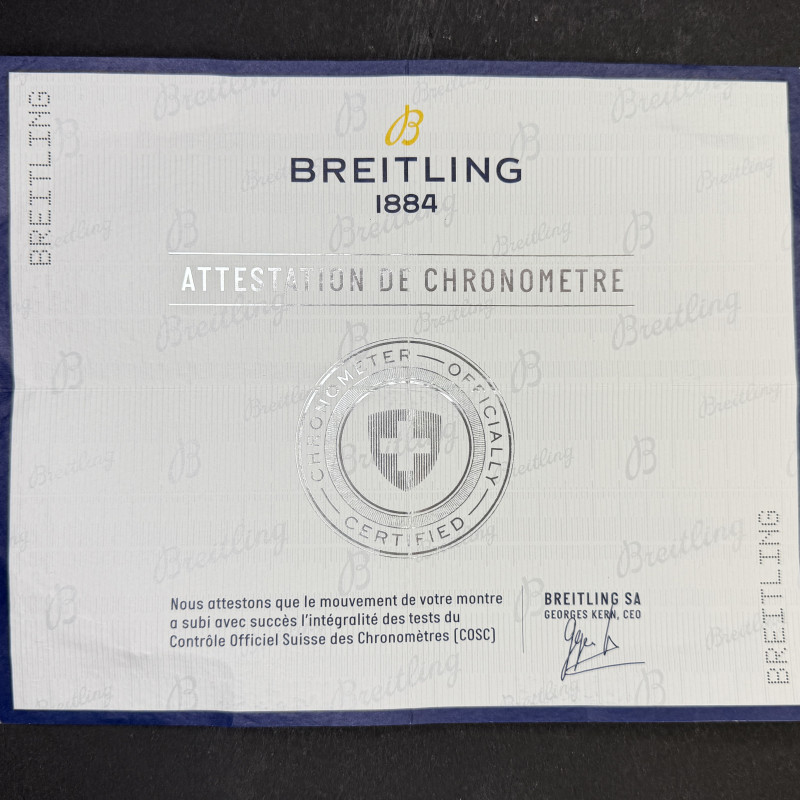 BREITLING
B
BREITLING
1884
ATTESTATION DE CHRONOMETRE
CHRONOMETER — OFFICIALLY — CERTIFIED
Nous attestons que le mouvement de votre montre
a subi avec succès l'intégralité des tests du
Contrôle Officiel Suisse des Chronomètres (COSC)
BREITLING SA
GEORGES KERN, CEO
BREITLING